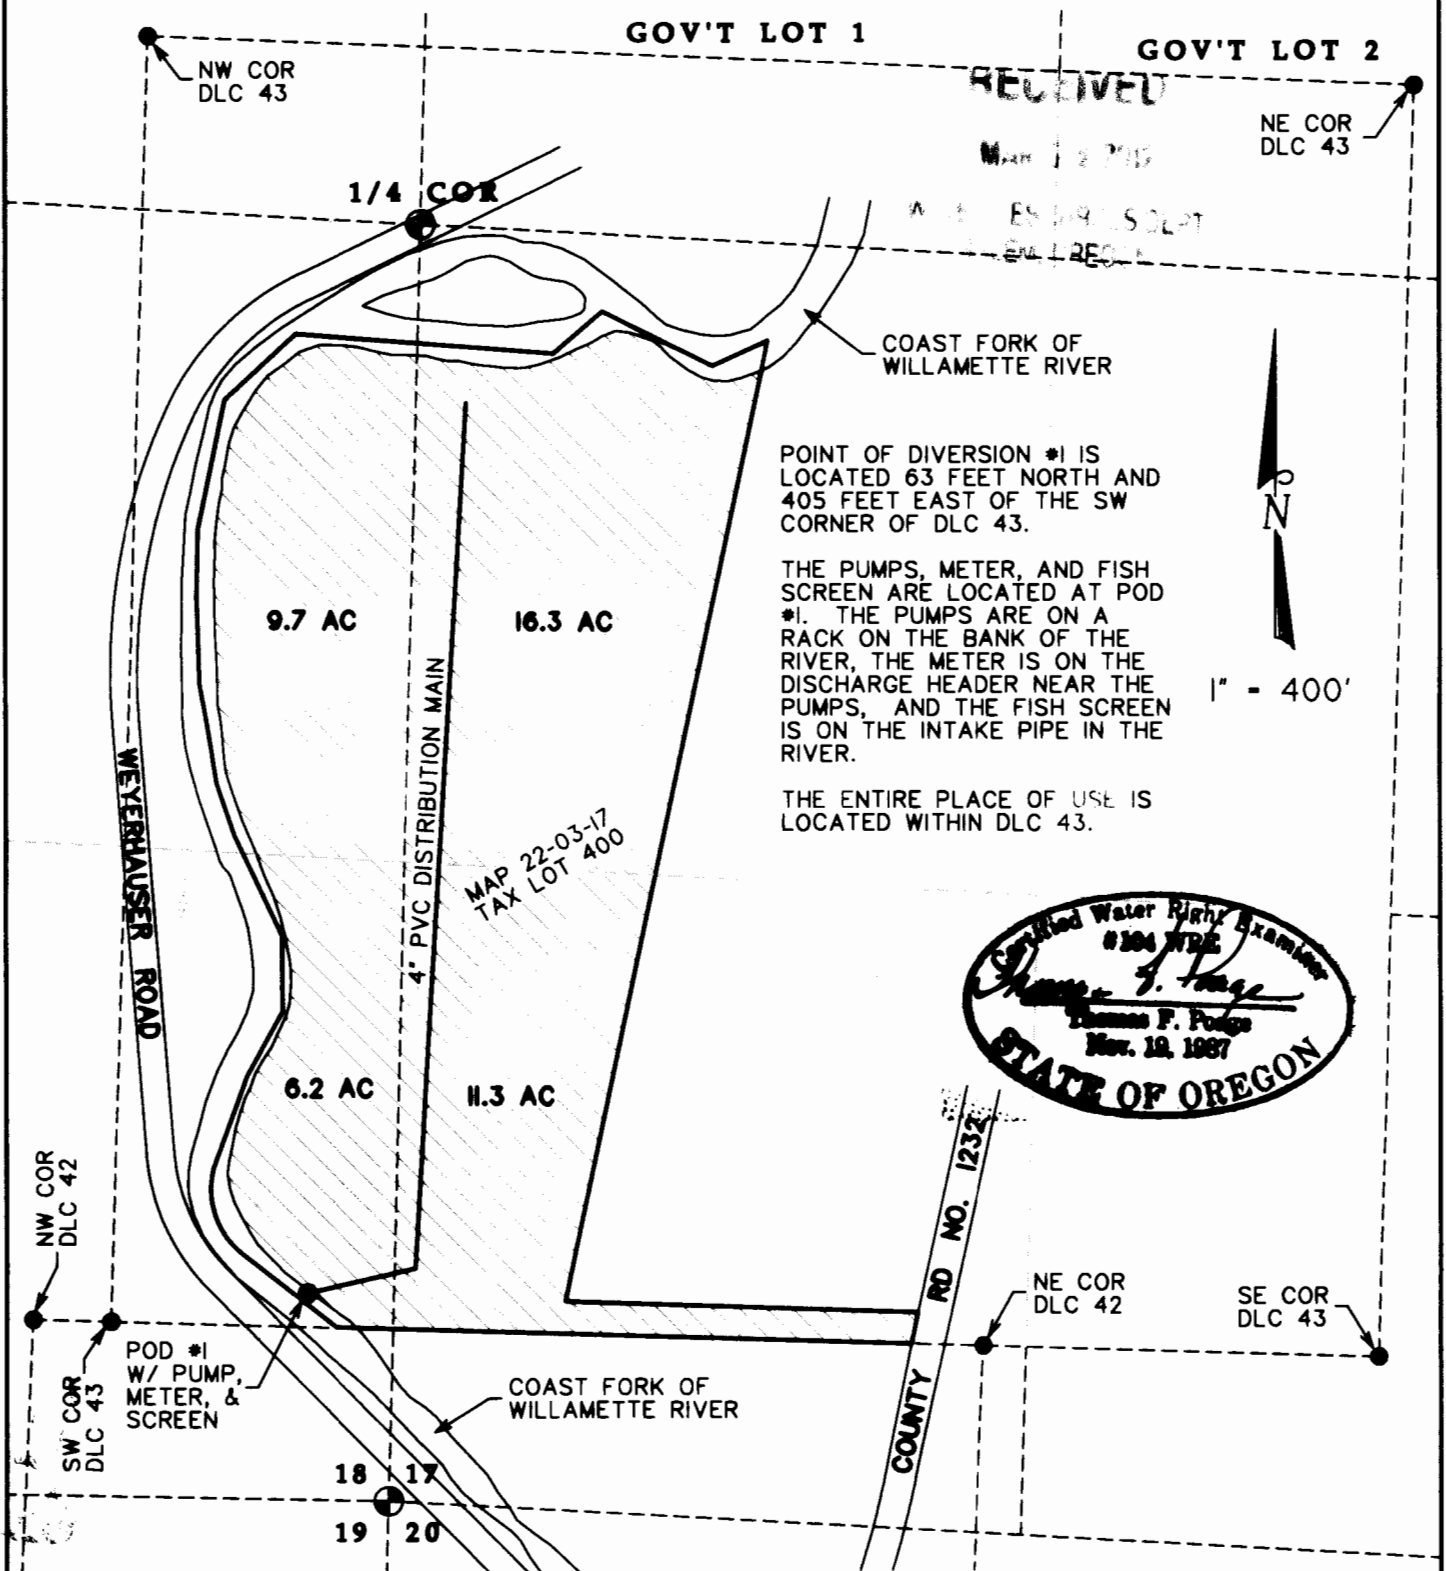 GOV'T LOT 1
GOV'T LOT 2
NW COR
DLC 43
RECEIVED
NE COR
DLC 43
1/4 COR
COAST FORK OF
WILLAMETTE RIVER
POINT OF DIVERSION #1 IS
LOCATED 63 FEET NORTH AND
405 FEET EAST OF THE SW
CORNER OF DLC 43.
THE PUMPS, METER, AND FISH
SCREEN ARE LOCATED AT POD
#1. THE PUMPS ARE ON A
RACK ON THE BANK OF THE
RIVER, THE METER IS ON THE
DISCHARGE HEADER NEAR THE
PUMPS, AND THE FISH SCREEN
IS ON THE INTAKE PIPE IN THE
RIVER.
THE ENTIRE PLACE OF USE IS
LOCATED WITHIN DLC 43.
N
1" = 400'
9.7 AC
16.3 AC
4" PVC DISTRIBUTION MAIN
WEYERHAUSER ROAD
MAP 22-03-17
TAX LOT 400
Certified Water Right Examiner
#104 WRE
Thomas F.
Nov. 19, 1987
STATE OF OREGON
6.2 AC
11.3 AC
COUNTY RD NO. 1232
NW COR
DLC 42
SW COR
DLC 43
POD #1
W/ PUMP,
METER, &
SCREEN
COAST FORK OF
WILLAMETTE RIVER
NE COR
DLC 42
SE COR
DLC 43
18 17
19 20